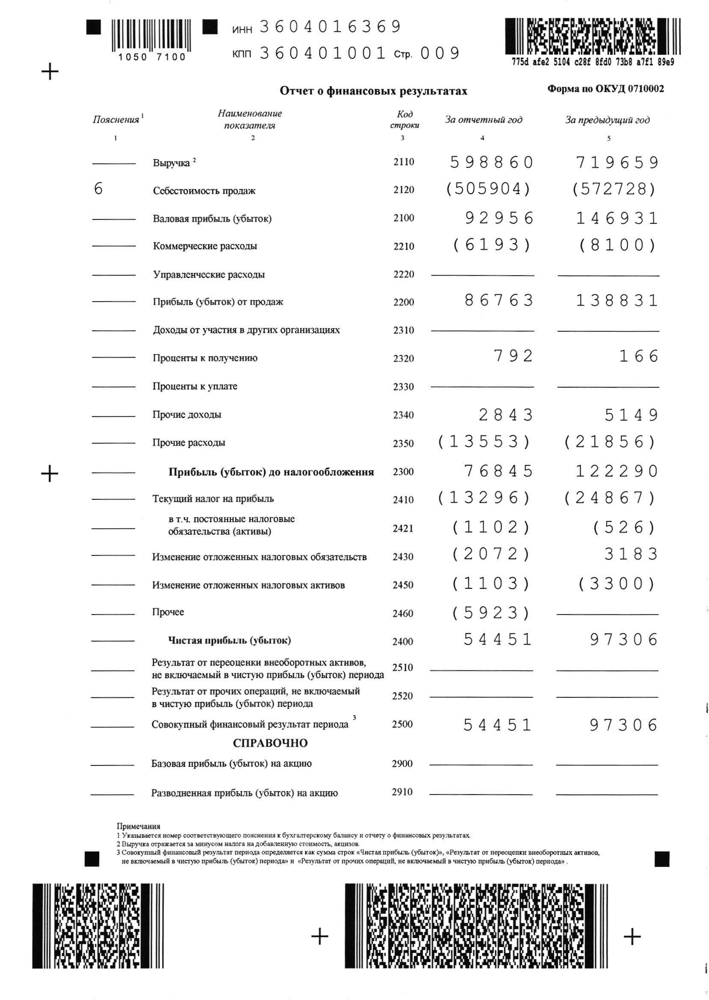 ИНН 3604016369
1050 7100
КПП 360401001 Стр. 009
775d afe2 5104 c28f 8fd0 73b8 a7f1 89e9
Отчет о финансовых результатах Форма по ОКУД 0710002
Пояснения 1 Наименование показателя Код строки За отчетный год За предыдущий год
1 2 3 4 5
Выручка 2 2110 598860 719659
6 Себестоимость продаж 2120 (505904) (572728)
Валовая прибыль (убыток) 2100 92956 146931
Коммерческие расходы 2210 (6193) (8100)
Управленческие расходы 2220
Прибыль (убыток) от продаж 2200 86763 138831
Доходы от участия в других организациях 2310
Проценты к получению 2320 792 166
Проценты к уплате 2330
Прочие доходы 2340 2843 5149
Прочие расходы 2350 (13553) (21856)
Прибыль (убыток) до налогообложения 2300 76845 122290
Текущий налог на прибыль 2410 (13296) (24867)
в т.ч. постоянные налоговые
обязательства (активы) 2421 (1102) (526)
Изменение отложенных налоговых обязательств 2430 (2072) 3183
Изменение отложенных налоговых активов 2450 (1103) (3300)
Прочее 2460 (5923)
Чистая прибыль (убыток) 2400 54451 97306
Результат от переоценки внеоборотных активов,
не включаемый в чистую прибыль (убыток) периода 2510
Результат от прочих операций, не включаемый
в чистую прибыль (убыток) периода 2520
Совокупный финансовый результат периода 3 2500 54451 97306
СПРАВОЧНО
Базовая прибыль (убыток) на акцию 2900
Разводненная прибыль (убыток) на акцию 2910
Примечания
1 Указывается номер соответствующего пояснения к бухгалтерскому балансу и отчету о финансовых результатах.
2 Выручка отражается за минусом налога на добавленную стоимость, акцизов.
3 Совокупный финансовый результат периода определяется как сумма строк «Чистая прибыль (убыток)», «Результат от переоценки внеоборотных активов,
не включаемый в чистую прибыль (убыток) периода» и «Результат от прочих операций, не включаемый в чистую прибыль (убыток) периода» .